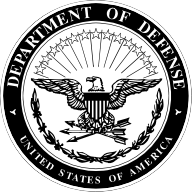 DEPARTMENT OF DEFENSE
UNITED STATES OF AMERICA